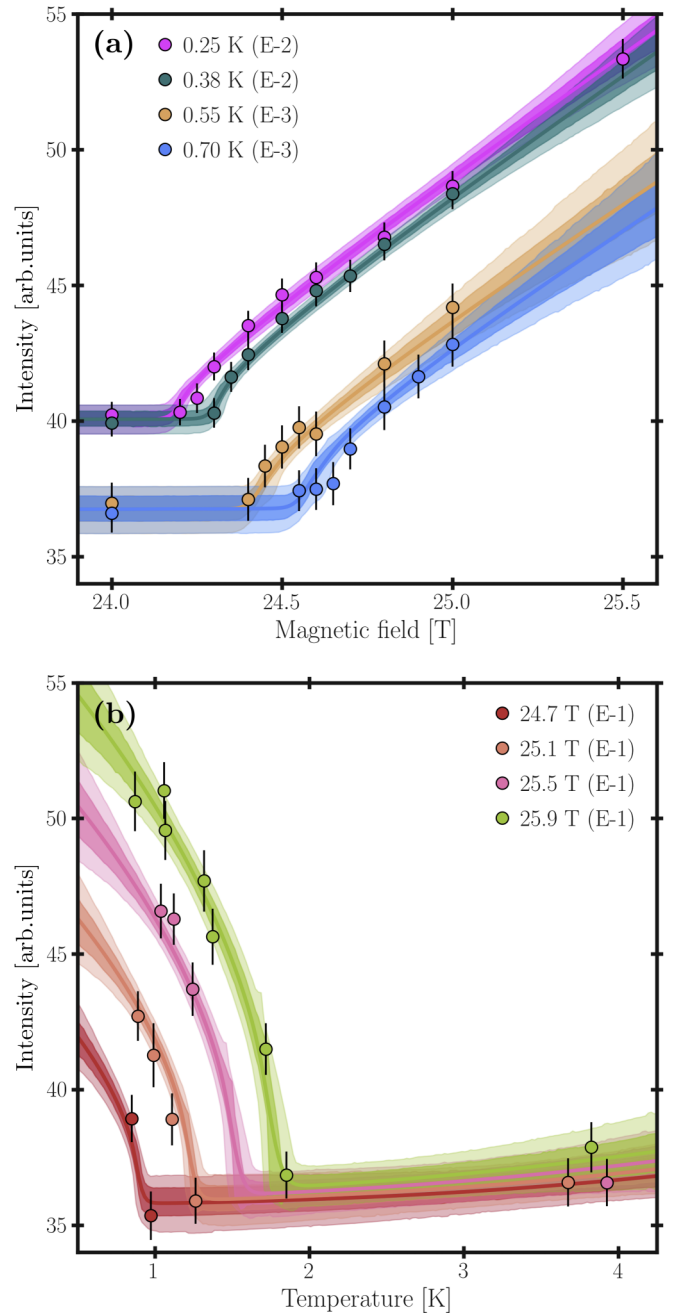 55
50
45
40
35
Intensity [arb.units]
(a)
0.25 K (E-2)
0.38 K (E-2)
0.55 K (E-3)
0.70 K (E-3)
24.0 24.5 25.0 25.5
Magnetic field [T]
55
50
45
40
35
Intensity [arb.units]
(b)
24.7 T (E-1)
25.1 T (E-1)
25.5 T (E-1)
25.9 T (E-1)
1 2 3 4
Temperature [K]